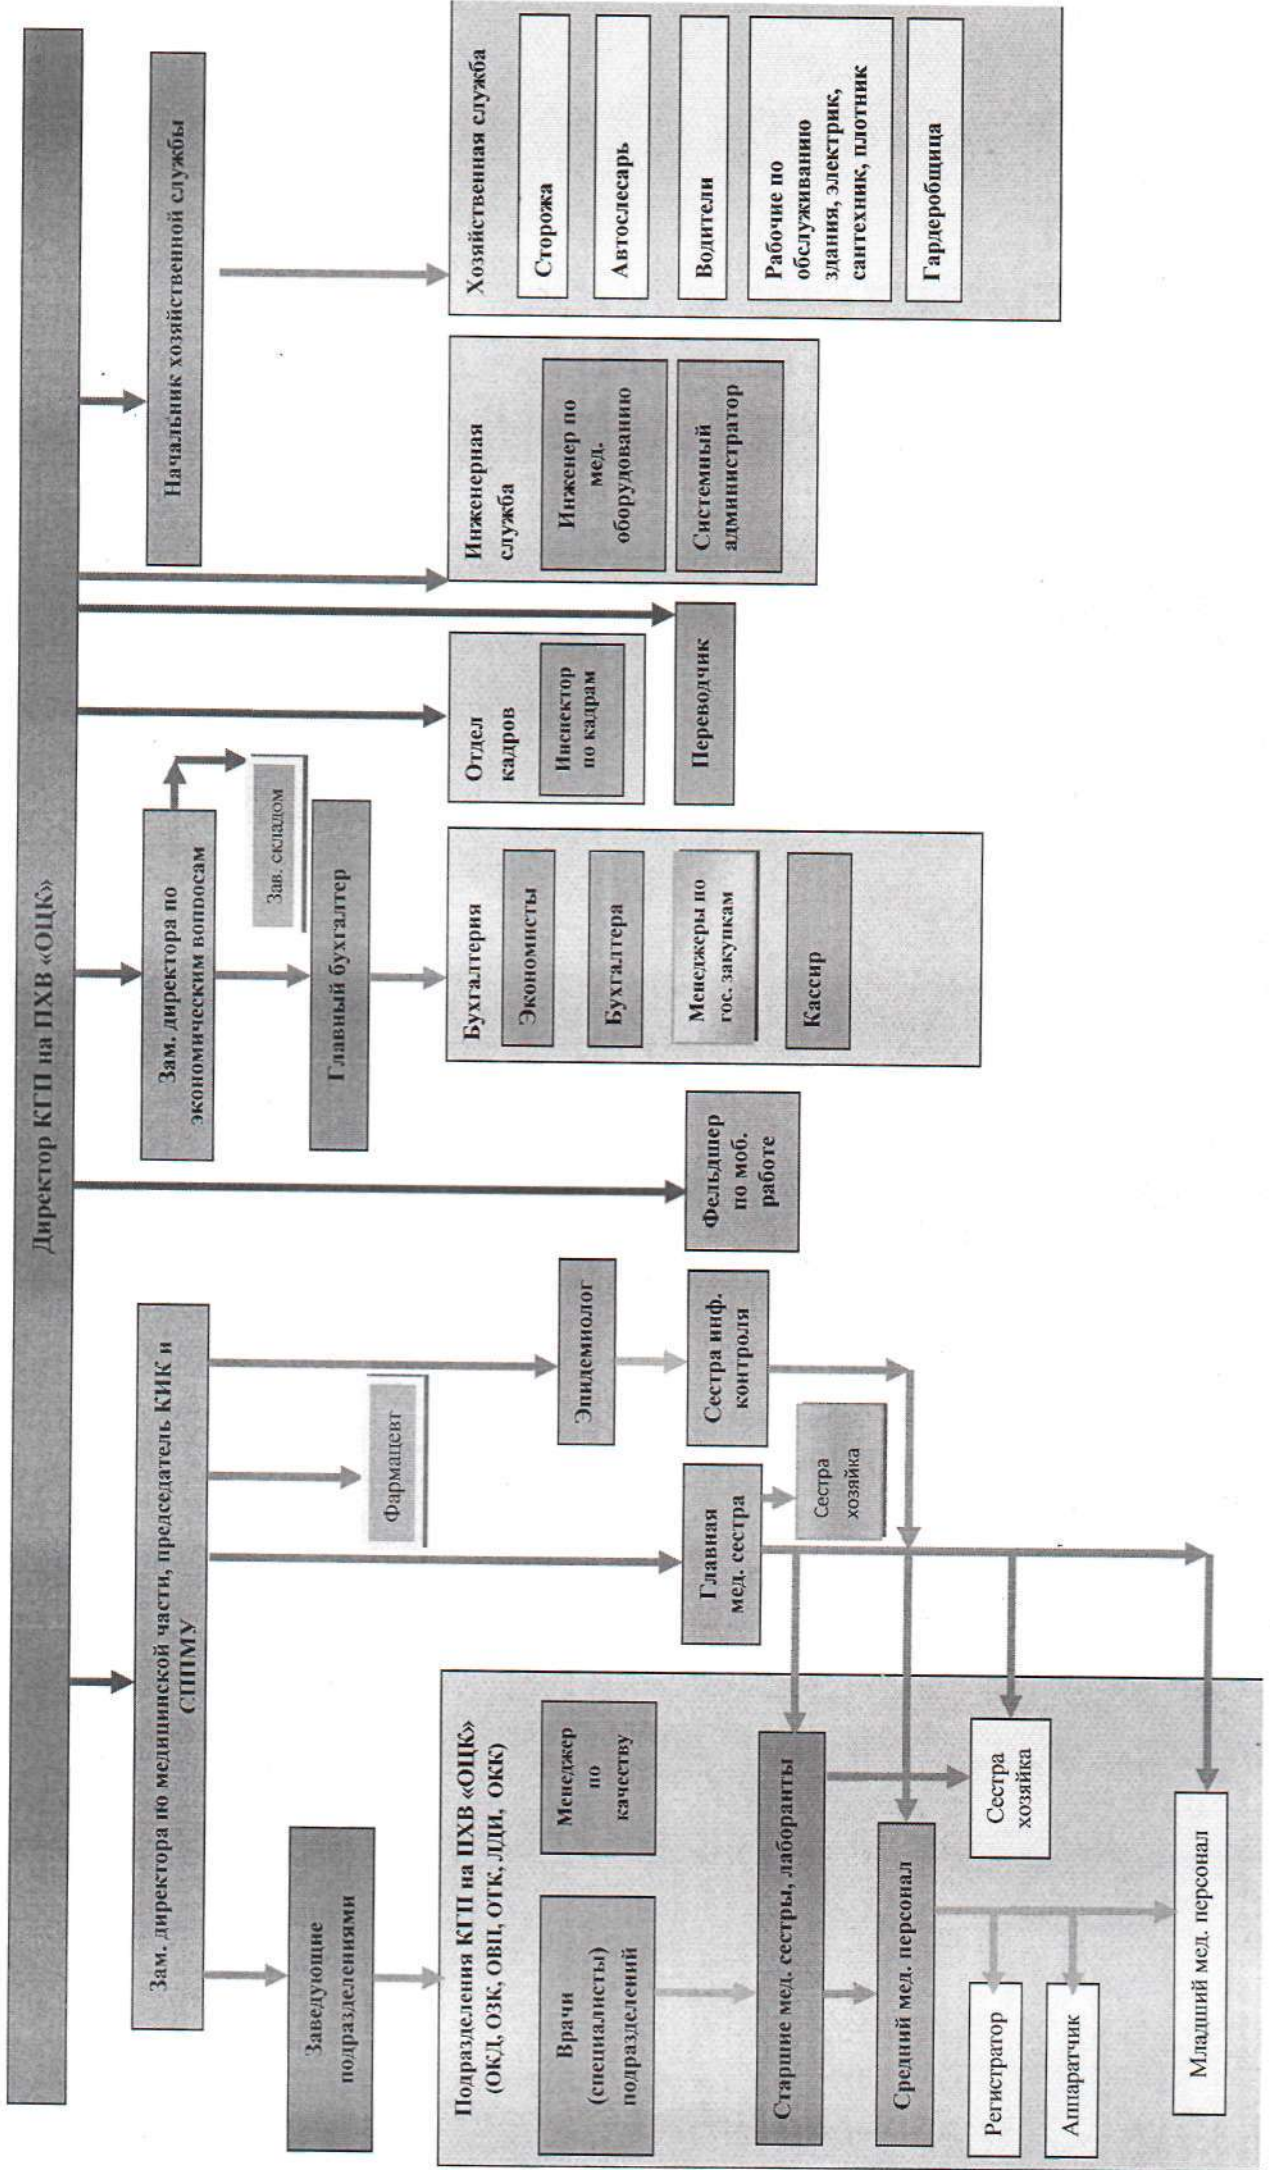 Директор КГП на ПХВ «ОЦК»
Зам. директора по медицинской части, председатель КИК и
СППМУ
Зам. директора по
экономическим вопросам
Начальник хозяйственной службы
Заведующие
подразделениями
Фармацевт
Эпидемиолог
Зав. складом
Главный бухгалтер
Подразделения КГП на ПХВ «ОЦК»
(ОКД, ОЗК, ОВП, ОТК, ЛДИ, ОКК)
Врачи
(специалисты)
подразделений
Менеджер
по
качеству
Старшие мед. сестры, лаборанты
Средний мед. персонал
Регистратор
Аппаратчик
Сестра
хозяйка
Младший мед. персонал
Главная
мед. сестра
Сестра
хозяйка
Сестра инф.
контроля
Фельдшер
по моб.
работе
Бухгалтерия
Экономисты
Бухгалтера
Менеджеры по
гос. закупкам
Кассир
Отдел
кадров
Инспектор
по кадрам
Переводчик
Инженерная
служба
Инженер по
мед.
оборудованию
Системный
администратор
Хозяйственная служба
Сторожа
Автослесарь
Водители
Рабочие по
обслуживанию
здания, электрик,
сантехник, плотник
Гардеробщица